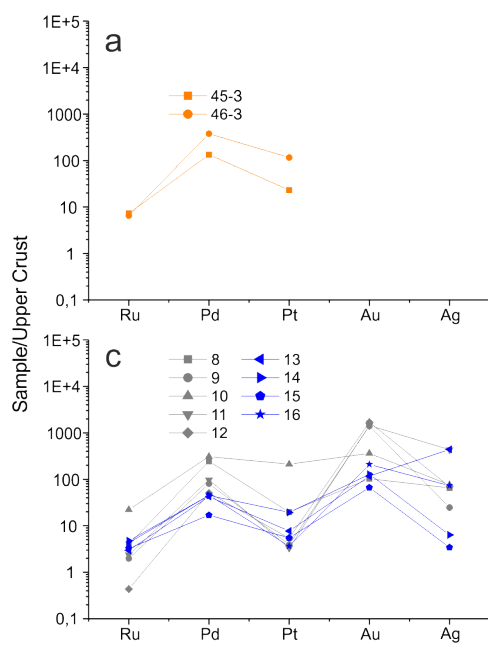 a
1E+5
1E+4
1000
100
10
1
0,1
45-3
46-3
Ru Pd Pt Au Ag
Sample/Upper Crust
c
1E+5
1E+4
1000
100
10
1
0,1
8 13
9 14
10 15
11 16
12
Ru Pd Pt Au Ag